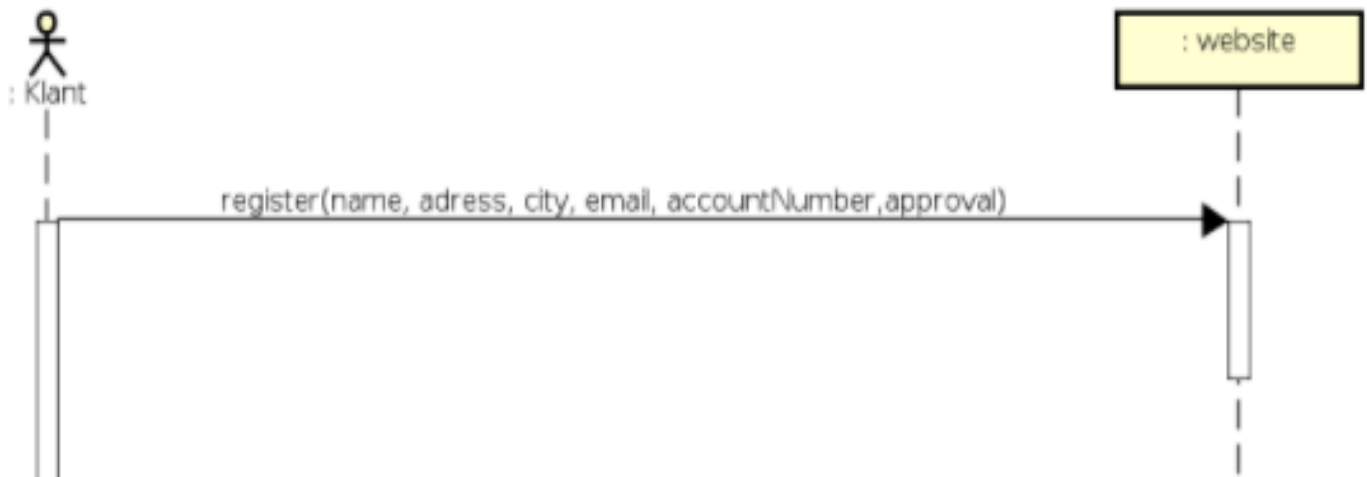 : website
: Klant
register(name, adress, city, email, accountNumber,approval)